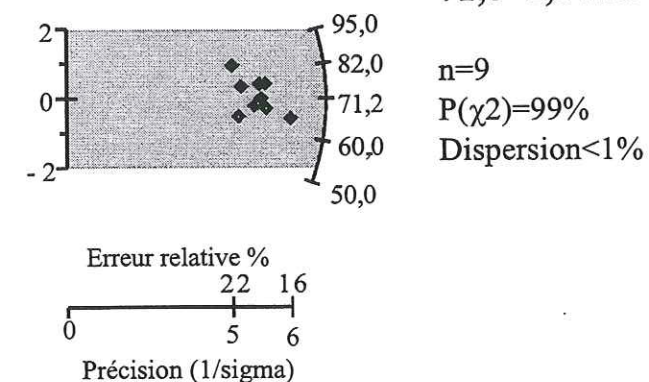 2
0
- 2
95,0
82,0
71,2
60,0
50,0
n=9
P(χ2)=99%
Dispersion<1%
Erreur relative %
22 16
0 5 6
Précision (1/sigma)